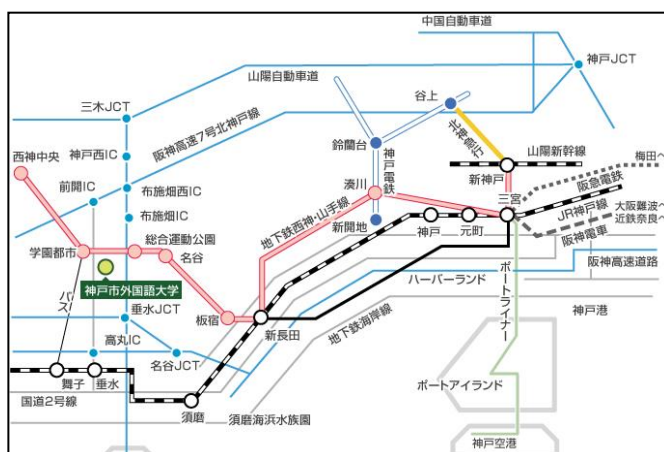 中国自動車道
神戸JCT
山陽自動車道
谷上
三木JCT
阪神高速7号北神戸線
鈴蘭台
北神急行
神戸電鉄
山陽新幹線
西神中央
神戸西IC
前開IC
布施畑西IC
布施畑IC
湊川
新神戸
梅田へ
阪急電鉄
三宮
JR神戸線
大阪難波へ
近鉄奈良へ
阪神電車
地下鉄西神・山手線
新開地
神戸
元町
学園都市
総合運動公園
名谷
神戸市外国語大学
バス
ハーバーランド
阪神高速道路
ポートライナー
神戸港
垂水JCT
板宿
新長田
地下鉄海岸線
高丸IC
名谷JCT
舞子
垂水
国道2号線
須磨
須磨海浜水族園
ポートアイランド
神戸空港